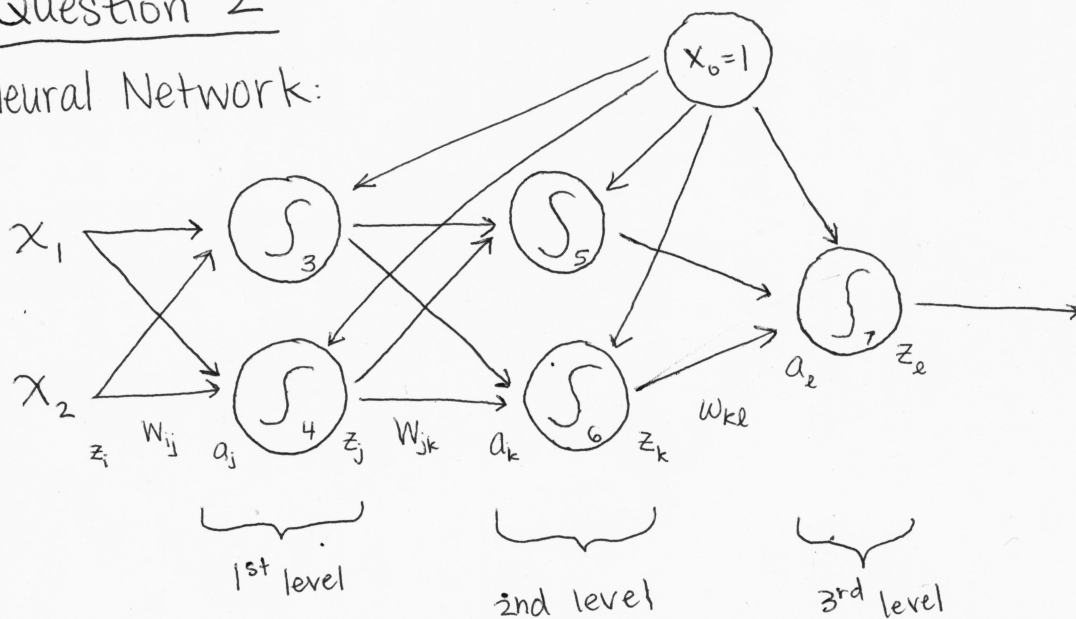 Question 2
Neural Network:
x₀=1
x₁
x₂
3
4
5
6
7
zᵢ
wᵢⱼ
aⱼ
zⱼ
wⱼₖ
aₖ
zₖ
wₖₗ
aₗ
zₗ
1st level
2nd level
3rd level